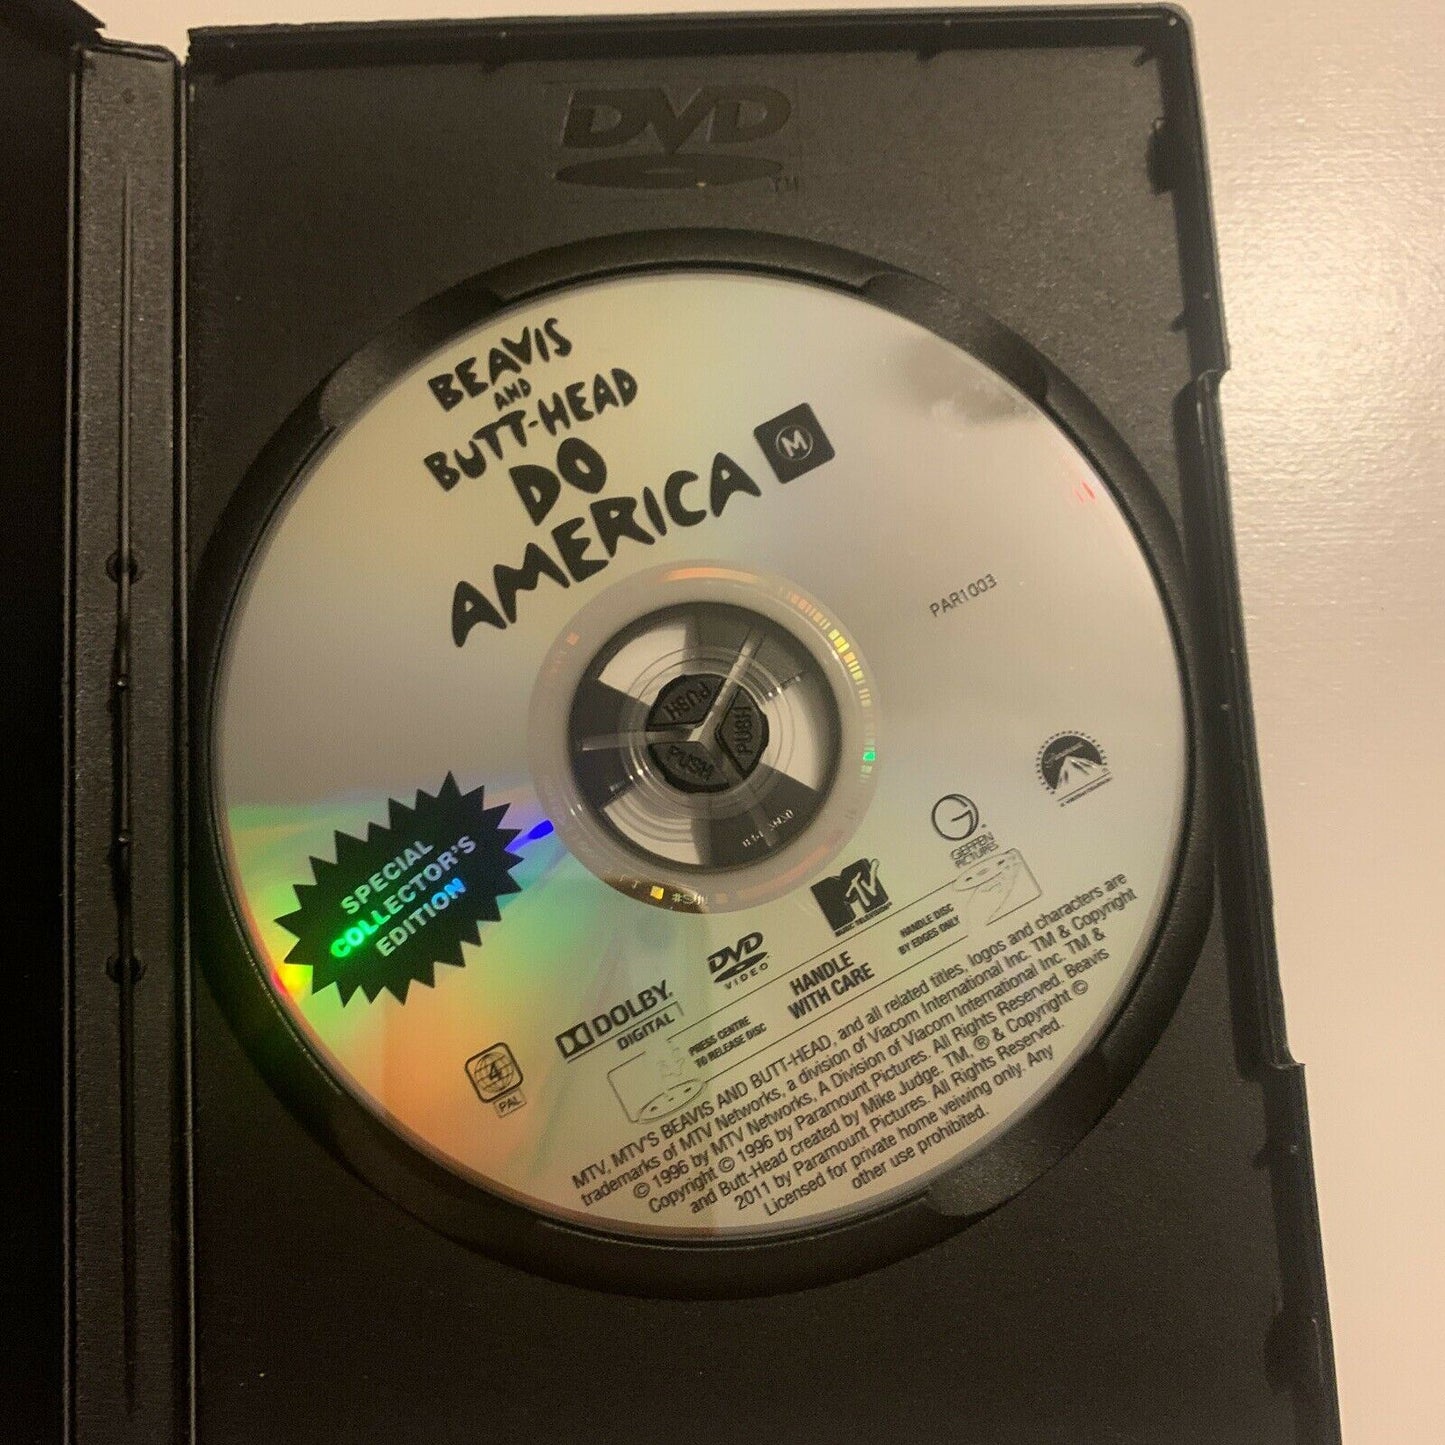 DVD
TM
BEAVIS
AND
BUTT-HEAD
DO
AMERICA
M
PAR1003
PUSH
PUSH
PUSH
SPECIAL
COLLECTOR'S
EDITION
GEFFEN
PICTURES
MTV
MUSIC TELEVISION®
DVD
VIDEO
DOLBY
DIGITAL
HANDLE
WITH CARE
HANDLE DISC
BY EDGES ONLY
PRESS CENTRE
TO RELEASE DISC
4
PAL
MTV, MTV'S BEAVIS AND BUTT-HEAD, and all related titles, logos and characters are
trademarks of MTV Networks, a division of Viacom International Inc. TM & Copyright
© 1996 by MTV Networks, A Division of Viacom International Inc. TM &
Copyright © 1996 by Paramount Pictures. All Rights Reserved. Beavis
and Butt-Head created by Mike Judge. TM, ® & Copyright ©
2011 by Paramount Pictures. All Rights Reserved.
Licensed for private home veiwing only. Any
other use prohibited.